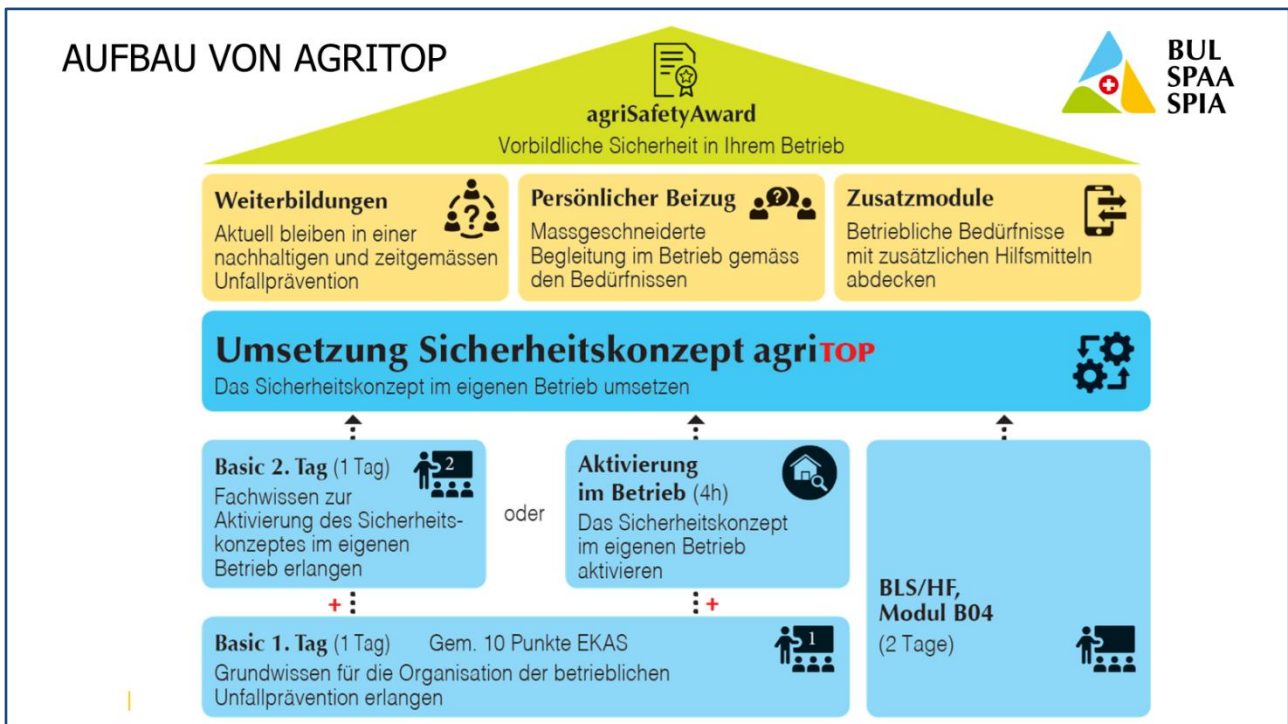 AUFBAU VON AGRITOP
BUL
SPAA
SPIA
agriSafetyAward
Vorbildliche Sicherheit in Ihrem Betrieb
Weiterbildungen
Aktuell bleiben in einer
nachhaltigen und zeitgemässen
Unfallprävention
Persönlicher Beizug
Massgeschneiderte
Begleitung im Betrieb gemäss
den Bedürfnissen
Zusatzmodule
Betriebliche Bedürfnisse
mit zusätzlichen Hilfsmitteln
abdecken
Umsetzung Sicherheitskonzept agriTOP
Das Sicherheitskonzept im eigenen Betrieb umsetzen
Basic 2. Tag (1 Tag)
2
Fachwissen zur
Aktivierung des Sicherheits-
konzeptes im eigenen
Betrieb erlangen
oder
Aktivierung
im Betrieb (4h)
Das Sicherheitskonzept
im eigenen Betrieb
aktivieren
+
+
Basic 1. Tag (1 Tag) Gem. 10 Punkte EKAS
1
Grundwissen für die Organisation der betrieblichen
Unfallprävention erlangen
BLS/HF,
Modul B04
(2 Tage)